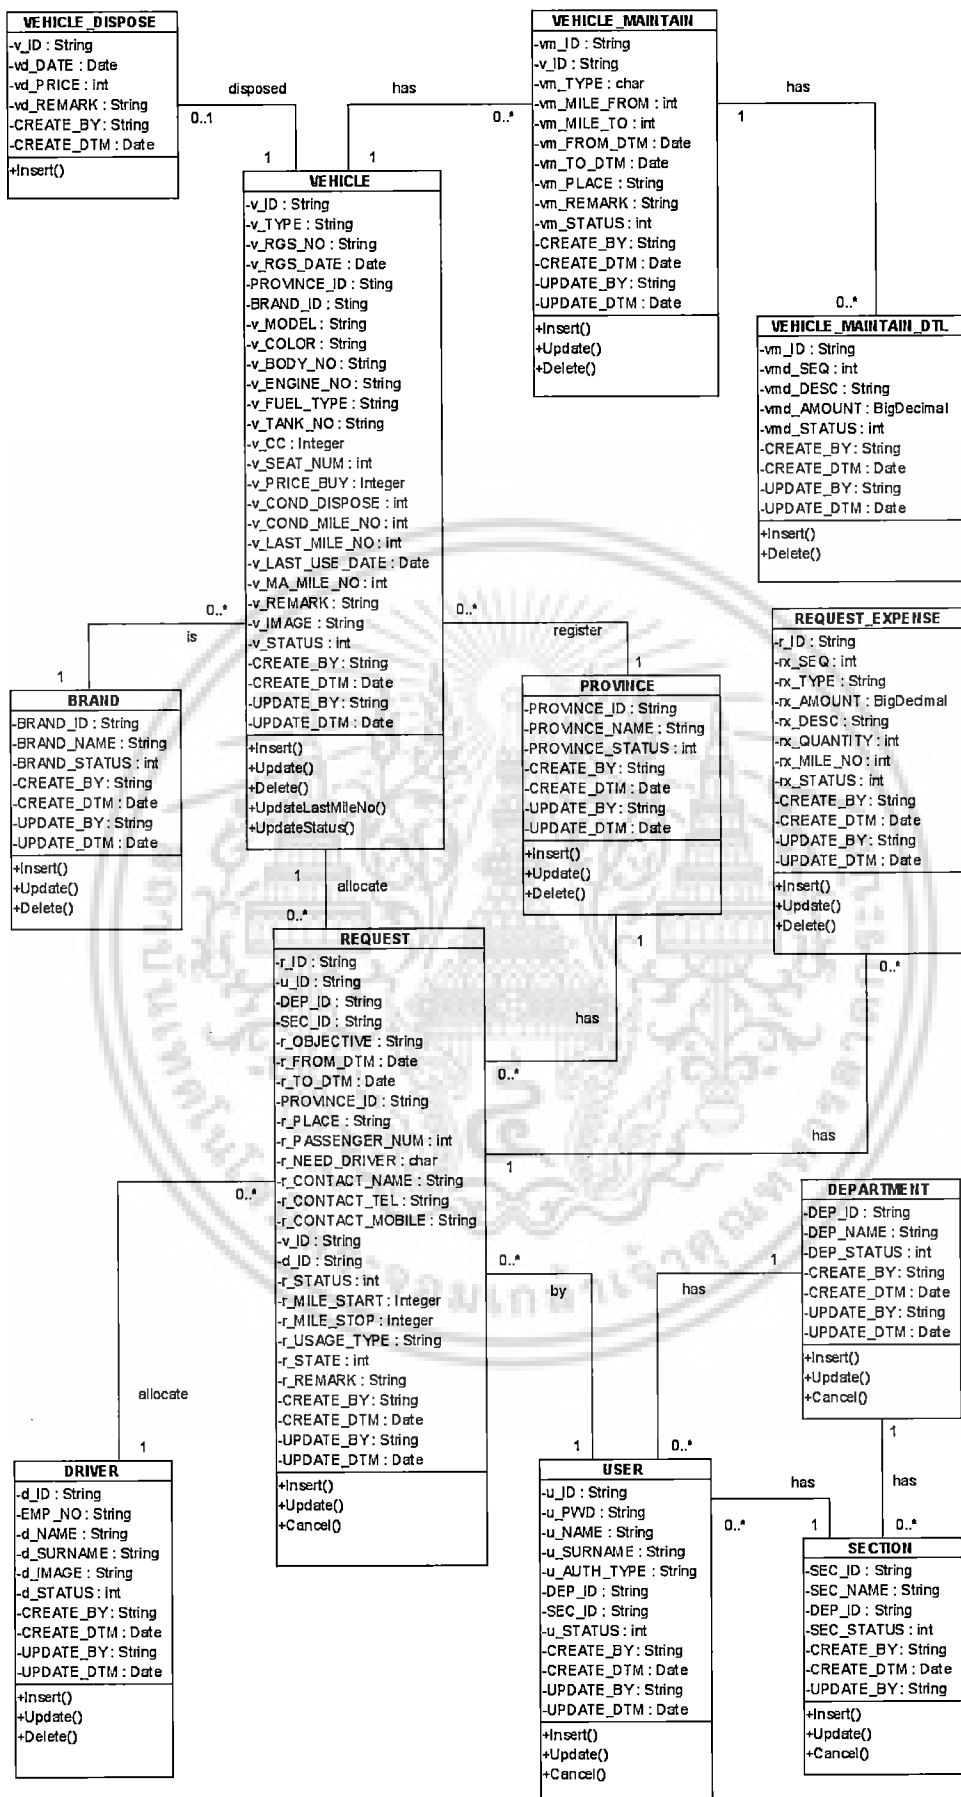 VEHICLE_DISPOSE
-v_ID : String
-vd_DATE : Date
-vd_PRICE : int
-vd_REMARK : String
-CREATE_BY : String
-CREATE_DTM : Date
+Insert()
disposed
0..1
1
VEHICLE_MAINTAIN
-vm_ID : String
-v_ID : String
-vm_TYPE : char
-vm_MILE_FROM : int
-vm_MILE_TO : int
-vm_FROM_DTM : Date
-vm_TO_DTM : Date
-vm_PLACE : String
-vm_REMARK : String
-vm_STATUS : int
-CREATE_BY : String
-CREATE_DTM : Date
-UPDATE_BY : String
-UPDATE_DTM : Date
+Insert()
+Update()
+Delete()
has
0..*
1
has
1
0..*
VEHICLE
-v_ID : String
-v_TYPE : String
-v_RGS_NO : String
-v_RGS_DATE : Date
-PROVINCE_ID : Sting
-BRAND_ID : Sting
-v_MODEL : String
-v_COLOR : String
-v_BODY_NO : String
-v_ENGINE_NO : String
-v_FUEL_TYPE : String
-v_TANK_NO : String
-v_CC : Integer
-v_SEAT_NUM : int
-v_PRICE_BUY : Integer
-v_COND_DISPOSE : int
-v_COND_MILE_NO : int
-v_LAST_MILE_NO : int
-v_LAST_USE_DATE : Date
-v_MA_MILE_NO : int
-v_REMARK : String
-v_IMAGE : String
-v_STATUS : int
-CREATE_BY : String
-CREATE_DTM : Date
-UPDATE_BY : String
-UPDATE_DTM : Date
+Insert()
+Update()
+Delete()
+UpdateLastMileNo()
+UpdateStatus()
VEHICLE_MAINTAIN_DTL
-vm_ID : String
-vmd_SEQ : int
-vmd_DESC : String
-vmd_AMOUNT : BigDecimal
-vmd_STATUS : int
-CREATE_BY : String
-CREATE_DTM : Date
-UPDATE_BY : String
-UPDATE_DTM : Date
+Insert()
+Delete()
0..*
is
1
0..*
register
1
BRAND
-BRAND_ID : String
-BRAND_NAME : String
-BRAND_STATUS : int
-CREATE_BY : String
-CREATE_DTM : Date
-UPDATE_BY : String
-UPDATE_DTM : Date
+Insert()
+Update()
+Delete()
PROVINCE
-PROVINCE_ID : String
-PROVINCE_NAME : String
-PROVINCE_STATUS : int
-CREATE_BY : String
-CREATE_DTM : Date
-UPDATE_BY : String
-UPDATE_DTM : Date
+Insert()
+Update()
+Delete()
REQUEST_EXPENSE
-r_ID : String
-rx_SEQ : int
-rx_TYPE : String
-rx_AMOUNT : BigDecimal
-rx_DESC : String
-rx_QUANTITY : int
-rx_MILE_NO : int
-rx_STATUS : int
-CREATE_BY : String
-CREATE_DTM : Date
-UPDATE_BY : String
-UPDATE_DTM : Date
+Insert()
+Update()
+Delete()
1
allocate
0..*
1
has
0..*
0..*
has
1
REQUEST
-r_ID : String
-u_ID : String
-DEP_ID : String
-SEC_ID : String
-r_OBJECTIVE : String
-r_FROM_DTM : Date
-r_TO_DTM : Date
-PROVINCE_ID : String
-r_PLACE : String
-r_PASSENGER_NUM : int
-r_NEED_DRIVER : char
-r_CONTACT_NAME : String
-r_CONTACT_TEL : String
-r_CONTACT_MOBILE : String
-v_ID : String
-d_ID : String
-r_STATUS : int
-r_MILE_START : Integer
-r_MILE_STOP : Integer
-r_USAGE_TYPE : String
-r_STATE : int
-r_REMARK : String
-CREATE_BY : String
-CREATE_DTM : Date
-UPDATE_BY : String
-UPDATE_DTM : Date
+Insert()
+Update()
+Cancel()
0..*
allocate
1
0..*
by
1
DEPARTMENT
-DEP_ID : String
-DEP_NAME : String
-DEP_STATUS : int
-CREATE_BY : String
-CREATE_DTM : Date
-UPDATE_BY : String
-UPDATE_DTM : Date
+Insert()
+Update()
+Cancel()
1
has
0..*
1
has
0..*
DRIVER
-d_ID : String
-EMP_NO : String
-d_NAME : String
-d_SURNAME : String
-d_IMAGE : String
-d_STATUS : int
-CREATE_BY : String
-CREATE_DTM : Date
-UPDATE_BY : String
-UPDATE_DTM : Date
+Insert()
+Update()
+Delete()
USER
-u_ID : String
-u_PWD : String
-u_NAME : String
-u_SURNAME : String
-u_AUTH_TYPE : String
-DEP_ID : String
-SEC_ID : String
-u_STATUS : int
-CREATE_BY : String
-CREATE_DTM : Date
-UPDATE_BY : String
-UPDATE_DTM : Date
+Insert()
+Update()
+Cancel()
has
0..*
1
SECTION
-SEC_ID : String
-SEC_NAME : String
-DEP_ID : String
-SEC_STATUS : int
-CREATE_BY : String
-CREATE_DTM : Date
-UPDATE_BY : String
+Insert()
+Update()
+Cancel()